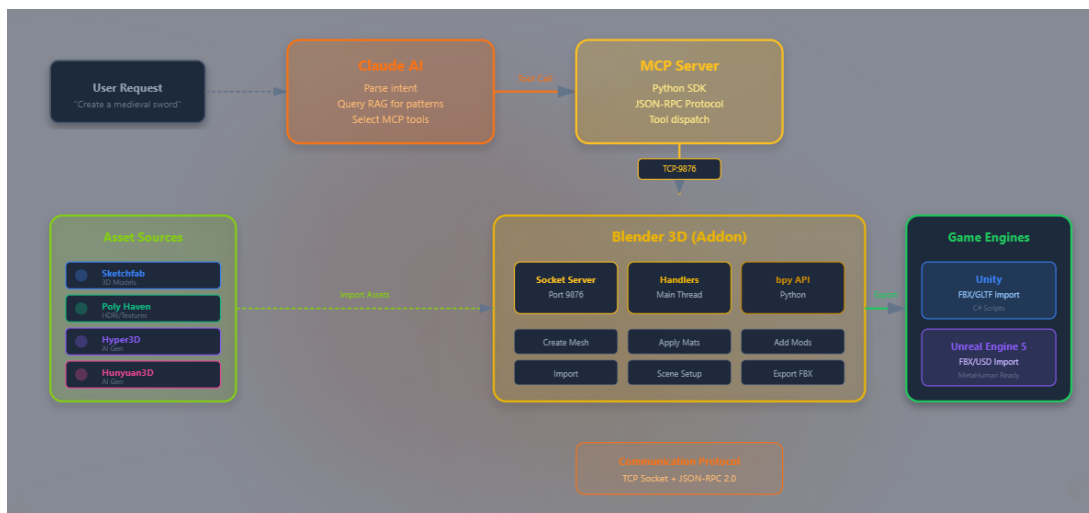 User Request
"Create a medieval sword"
Claude AI
Parse intent
Query RAG for patterns
Select MCP tools
MCP Server
Python SDK
JSON-RPC Protocol
Tool dispatch
TCP:9876
Asset Sources
Sketchfab
3D Models
Poly Haven
HDRI/Textures
Hyper3D
AI Gen
Hunyuan3D
AI Gen
Import Assets
Blender 3D (Addon)
Socket Server
Port 9876
Handlers
Main Thread
bpy API
Python
Create Mesh
Apply Mats
Add Mods
Import
Scene Setup
Export FBX
Game Engines
Unity
FBX/GLTF Import
C# Scripts
Unreal Engine 5
FBX/USD Import
MetaHuman Ready
Communication Protocol
TCP Socket + JSON-RPC 2.0